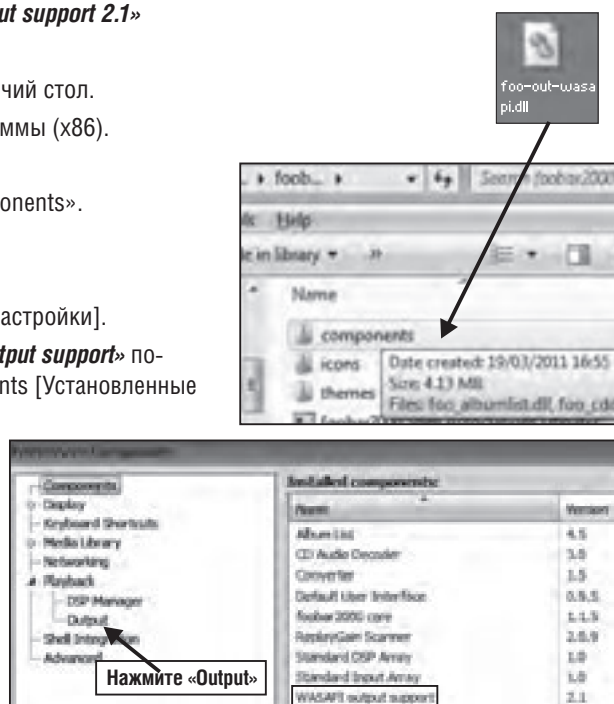 ut support 2.1»
чий стол.
ммы (x86).
onents».
астройки].
tput support» по-
nts [Установленные
foo-out-wasa
pi.dll
foob...
Search foobar2000
Help
le in library
Name
components
icons
themes
Date created: 19/03/2011 16:55
Size: 4.13 MB
Files: foo_albumlist.dll, foo_cdd
Components
Display
Keyboard Shortcuts
Media Library
Networking
Playback
DSP Manager
Output
Shell Integration
Advanced
Нажмите «Output»
Installed components:
Name Version
Album List 4.5
CD Audio Decoder 3.0
Converter 1.5
Default User Interface 0.9.5
foobar2000 core 1.1.5
ReplayGain Scanner 2.0.9
Standard DSP Array 1.0
Standard Input Array 1.0
WASAPI output support 2.1